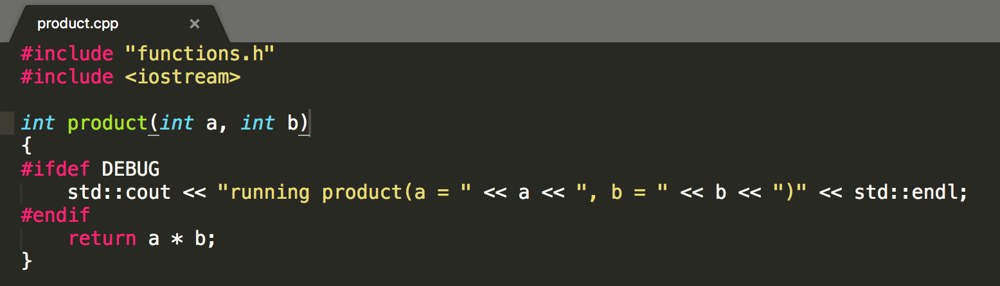 product.cpp ×
#include "functions.h"
#include <iostream>

int product(int a, int b)
{
#ifdef DEBUG
    std::cout << "running product(a = " << a << ", b = " << b << ")" << std::endl;
#endif
    return a * b;
}